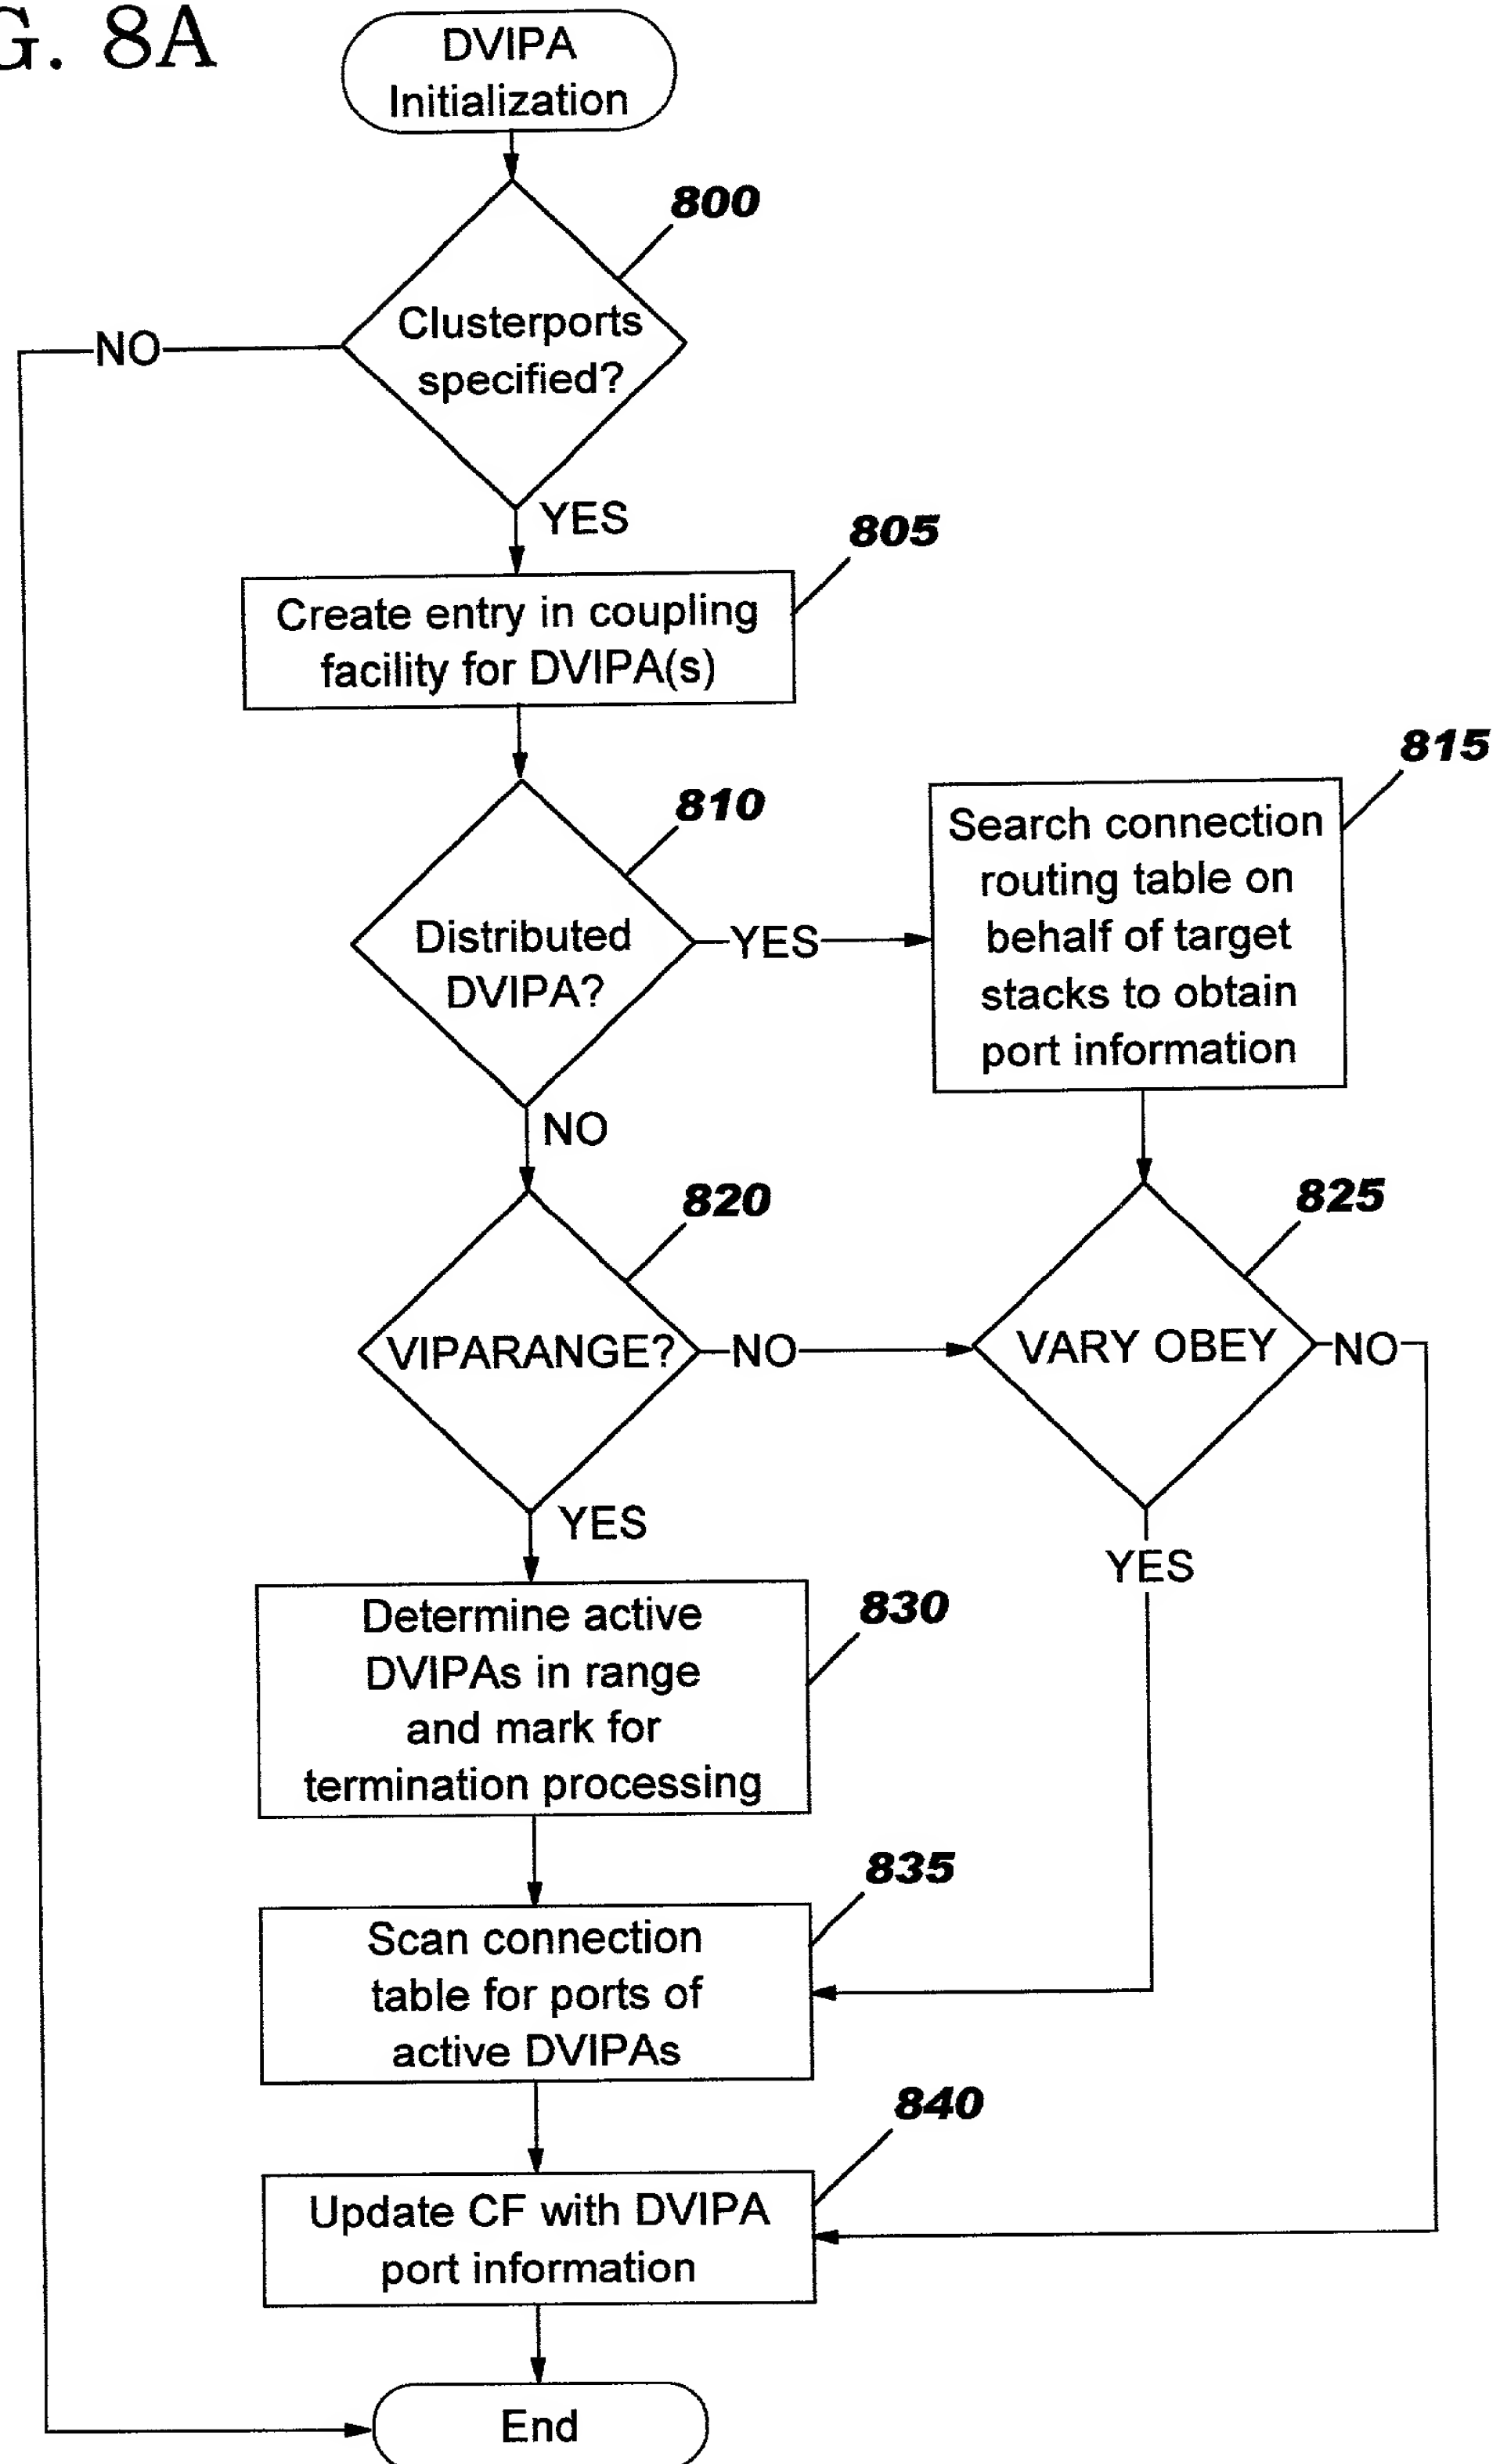 G. 8A
DVIPA
Initialization
800
Clusterports
specified?
NO
YES
805
Create entry in coupling
facility for DVIPA(s)
810
Distributed
DVIPA?
YES
NO
815
Search connection
routing table on
behalf of target
stacks to obtain
port information
820
VIPARANGE?
NO
YES
825
VARY OBEY
NO
YES
830
Determine active
DVIPAs in range
and mark for
termination processing
835
Scan connection
table for ports of
active DVIPAs
840
Update CF with DVIPA
port information
End